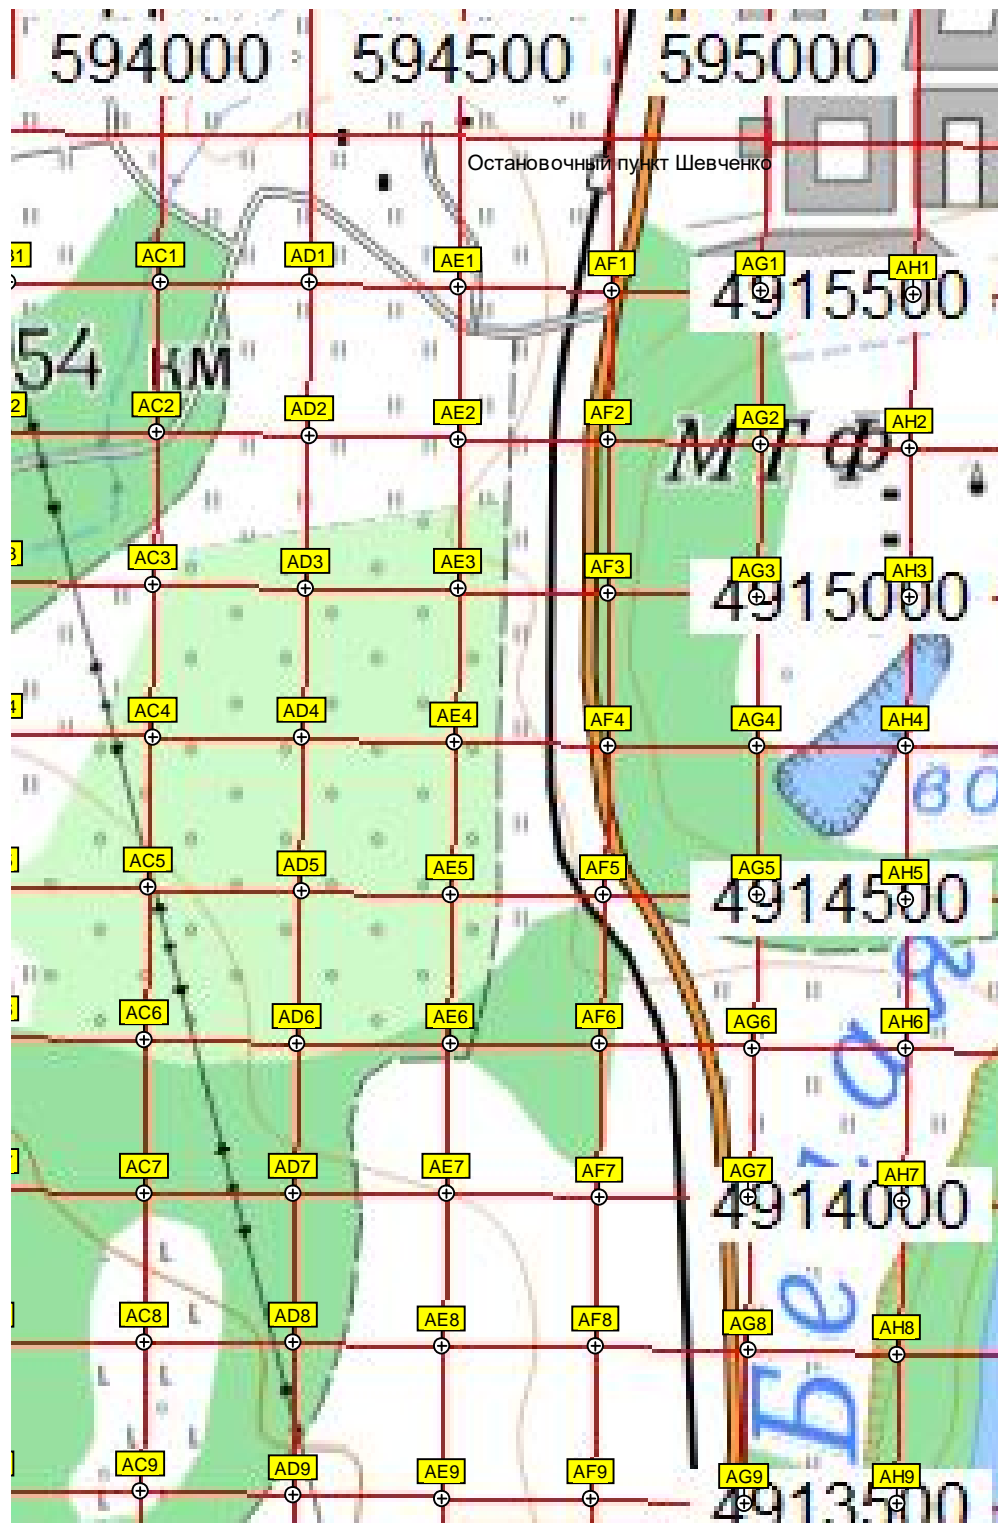 594000 594500 595000
Остановочный пункт Шевченко
AC1 AD1 AE1 AF1 AG1 AH1
4915500
54 км
AC2 AD2 AE2 AF2 AG2 AH2
МТФ
AC3 AD3 AE3 AF3 AG3 AH3
4915000
AC4 AD4 AE4 AF4 AG4 AH4
во
AC5 AD5 AE5 AF5 AG5 AH5
4914500
AC6 AD6 AE6 AF6 AG6 AH6
AC7 AD7 AE7 AF7 AG7 AH7
4914000
AC8 AD8 AE8 AF8 AG8 AH8
AC9 AD9 AE9 AF9 AG9 AH9
4913500